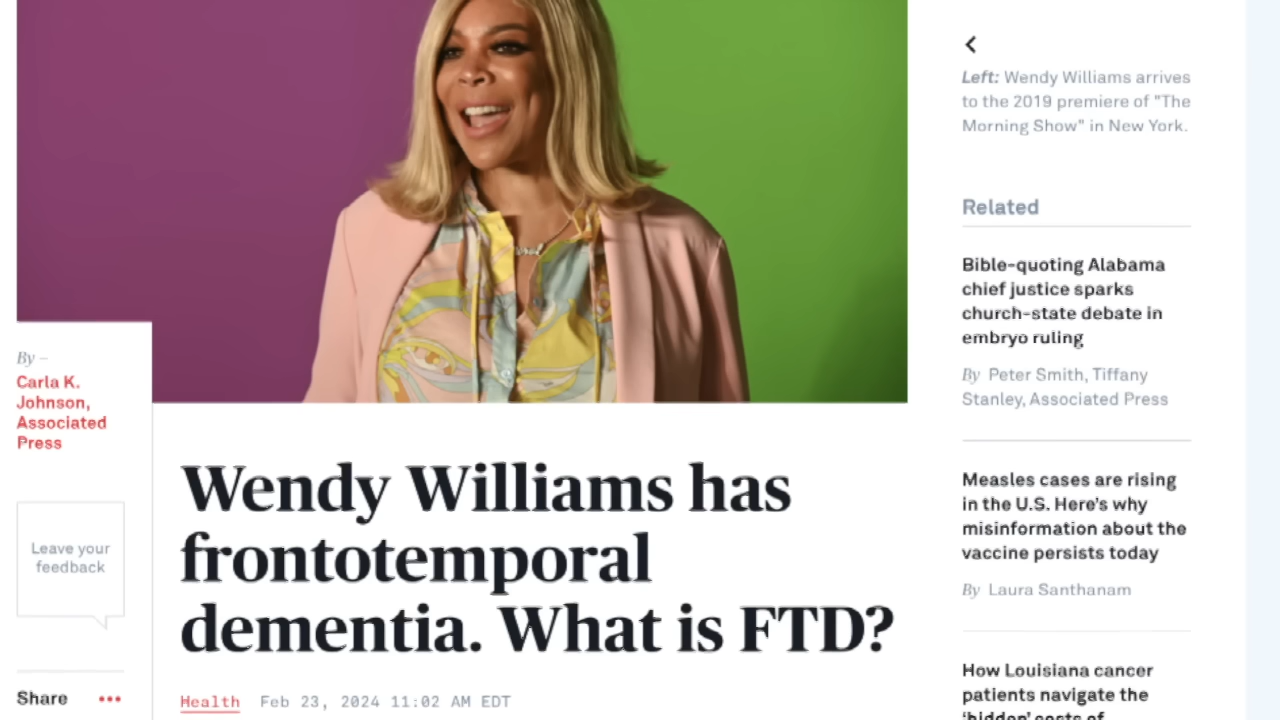 Left: Wendy Williams arrives
to the 2019 premiere of "The
Morning Show" in New York.
Related
Bible-quoting Alabama
chief justice sparks
church-state debate in
embryo ruling
By Peter Smith, Tiffany
Stanley, Associated Press
Measles cases are rising
in the U.S. Here's why
misinformation about the
vaccine persists today
By Laura Santhanam
How Louisiana cancer
patients navigate the
'hidden' costs of
By –
Carla K.
Johnson,
Associated
Press
Leave your
feedback
Share
Wendy Williams has
frontotemporal
dementia. What is FTD?
Health Feb 23, 2024 11:02 AM EDT